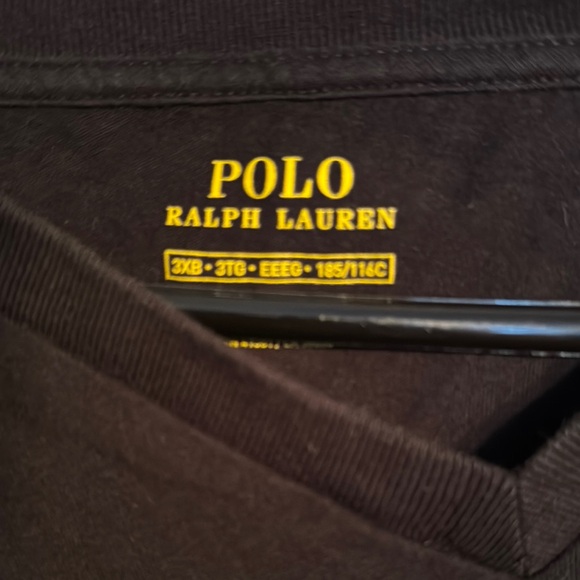 POLO
RALPH LAUREN
3XB • 3TG • EEEG • 185/116C